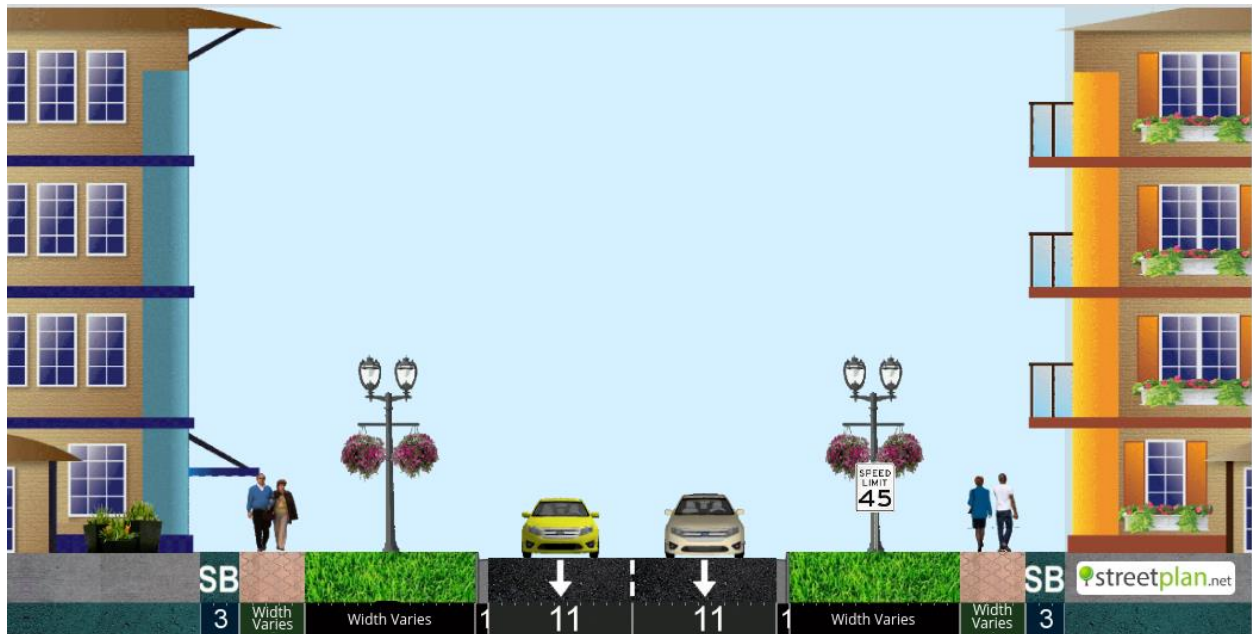 SPEED
LIMIT
45
SB
SB
streetplan.net
3
Width
Varies
Width Varies
1
11
11
1
Width Varies
Width
Varies
3